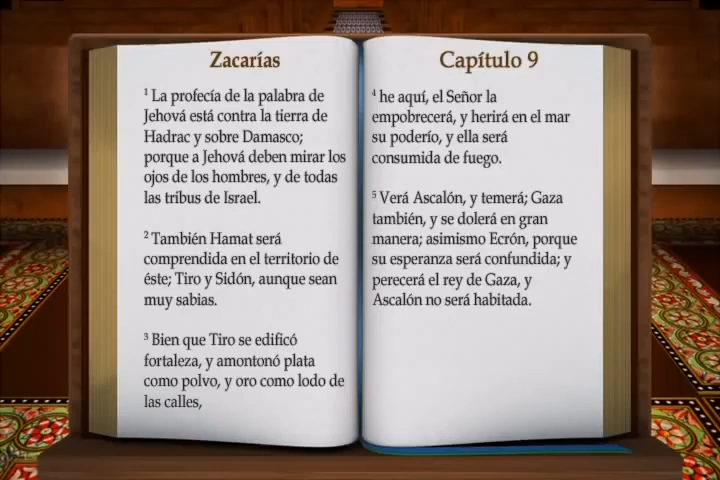 Zacarías
¹ La profecía de la palabra de
Jehová está contra la tierra de
Hadrac y sobre Damasco;
porque a Jehová deben mirar los
ojos de los hombres, y de todas
las tribus de Israel.
² También Hamat será
comprendida en el territorio de
éste; Tiro y Sidón, aunque sean
muy sabias.
³ Bien que Tiro se edificó
fortaleza, y amontonó plata
como polvo, y oro como lodo de
las calles,
Capítulo 9
⁴ he aquí, el Señor la
empobrecerá, y herirá en el mar
su poderío, y ella será
consumida de fuego.
⁵ Verá Ascalón, y temerá; Gaza
también, y se dolerá en gran
manera; asimismo Ecrón, porque
su esperanza será confundida; y
perecerá el rey de Gaza, y
Ascalón no será habitada.